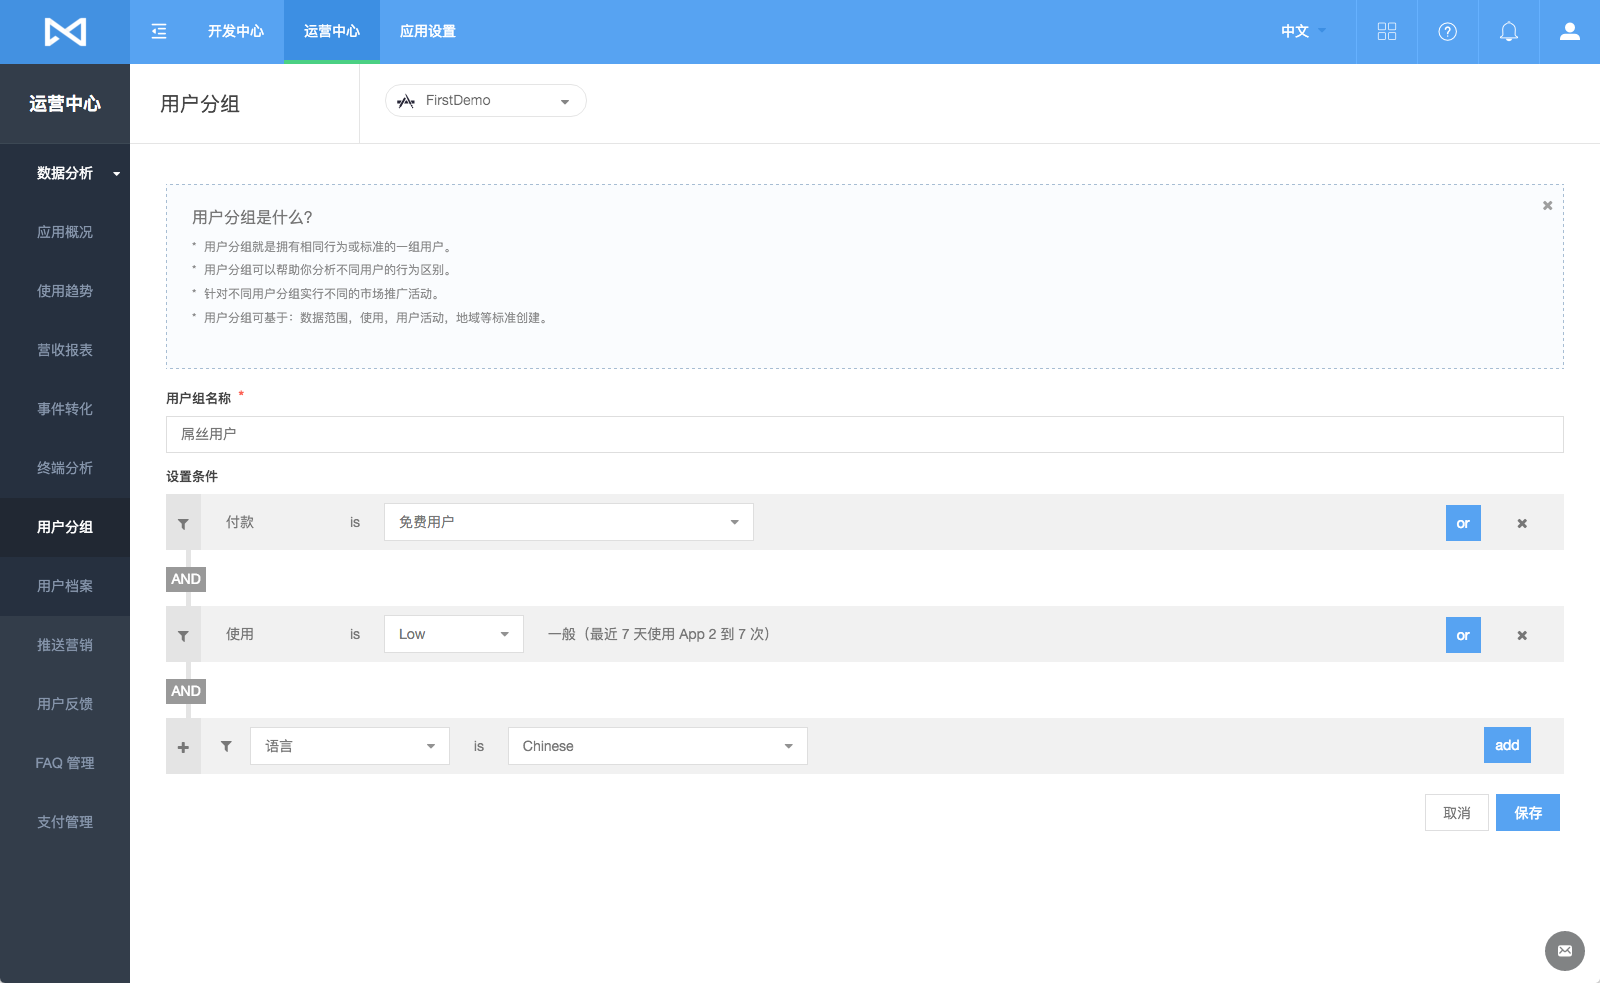 开发中心
运营中心
应用设置
中文
运营中心
用户分组
FirstDemo
数据分析
应用概况
使用趋势
营收报表
事件转化
终端分析
用户分组
用户档案
推送营销
用户反馈
FAQ 管理
支付管理
用户分组是什么?
* 用户分组就是拥有相同行为或标准的一组用户。
* 用户分组可以帮助你分析不同用户的行为区别。
* 针对不同用户分组实行不同的市场推广活动。
* 用户分组可基于：数据范围，使用，用户活动，地域等标准创建。
用户组名称 *
屌丝用户
设置条件
付款 is 免费用户 or
AND
使用 is Low 一般（最近 7 天使用 App 2 到 7 次） or
AND
语言 is Chinese add
取消 保存